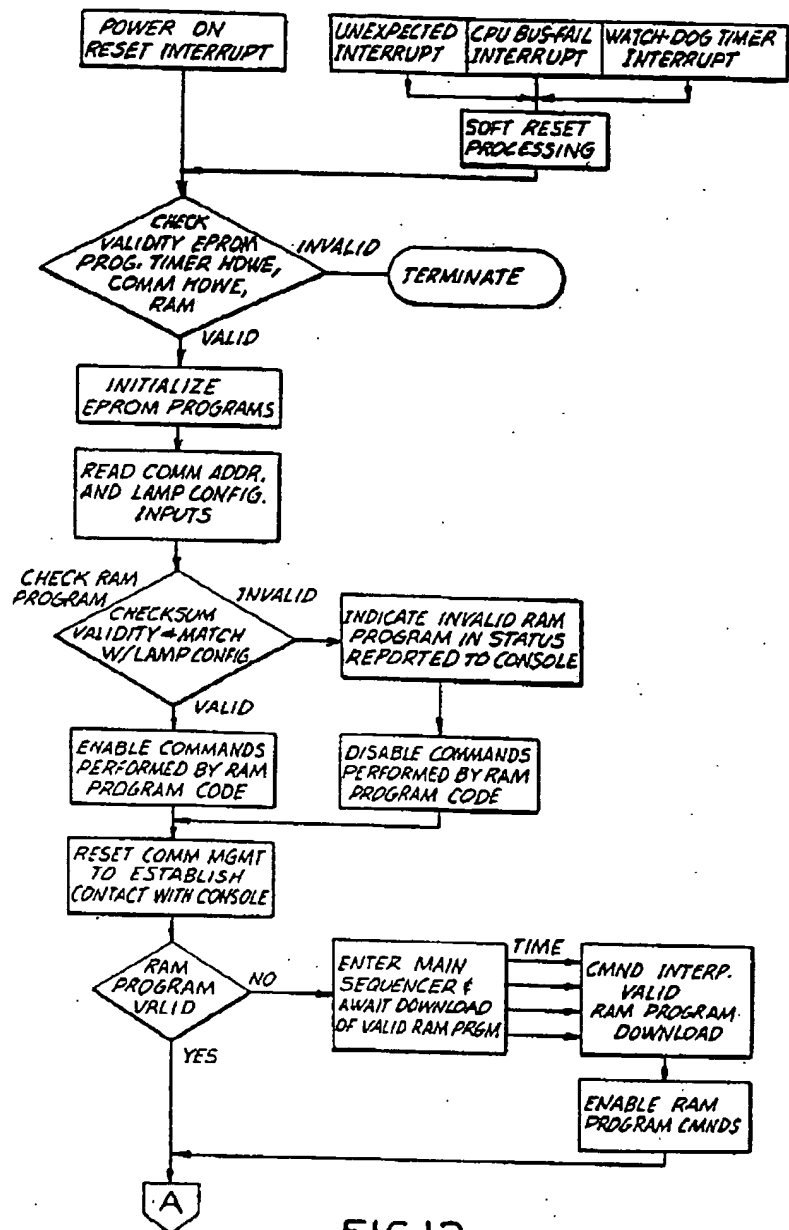 POWER ON
RESET INTERRUPT
UNEXPECTED
INTERRUPT
CPU BUS-FAIL
INTERRUPT
WATCH-DOG TIMER
INTERRUPT
SOFT RESET
PROCESSING
CHECK
VALIDITY EPROM
PROG. TIMER HDWE,
COMM HDWE,
RAM
INVALID
TERMINATE
VALID
INITIALIZE
EPROM PROGRAMS
READ COMM ADDR.
AND LAMP CONFIG.
INPUTS
CHECK RAM
PROGRAM
CHECKSUM
VALIDITY & MATCH
W/LAMP CONFIG
INVALID
INDICATE INVALID RAM
PROGRAM IN STATUS
REPORTED TO CONSOLE
VALID
ENABLE COMMANDS
PERFORMED BY RAM
PROGRAM CODE
DISABLE COMMANDS
PERFORMED BY RAM
PROGRAM CODE
RESET COMM MGMT
TO ESTABLISH
CONTACT WITH CONSOLE
RAM
PROGRAM
VALID
NO
ENTER MAIN
SEQUENCER &
AWAIT DOWNLOAD
OF VALID RAM PRGM
TIME
CMND INTERP.
VALID
RAM PROGRAM
DOWNLOAD
YES
ENABLE RAM
PROGRAM CMNDS
A